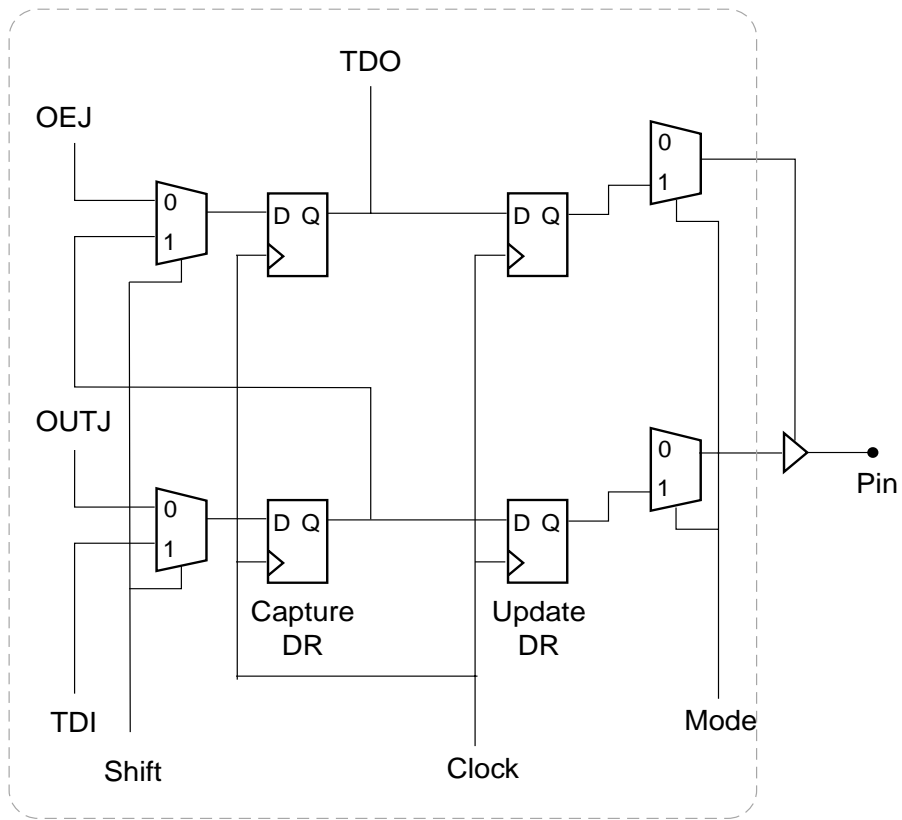 TDO
OEJ
0
1
0
1
D Q
D Q
OUTJ
0
1
0
1
D Q
D Q
Pin
Capture
DR
Update
DR
TDI
Mode
Shift
Clock